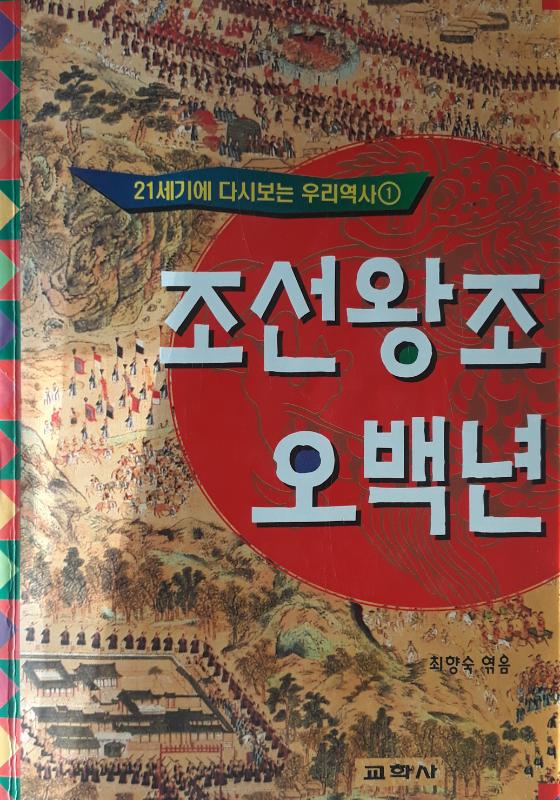 21세기에 다시보는 우리역사①
조선왕조
오백년
최향숙 엮음
교학사